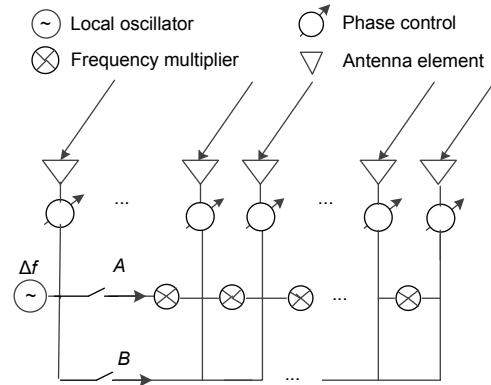 ~ Local oscillator
Phase control
Frequency multiplier
Antenna element
...
...
Δf
A
~
...
B
...